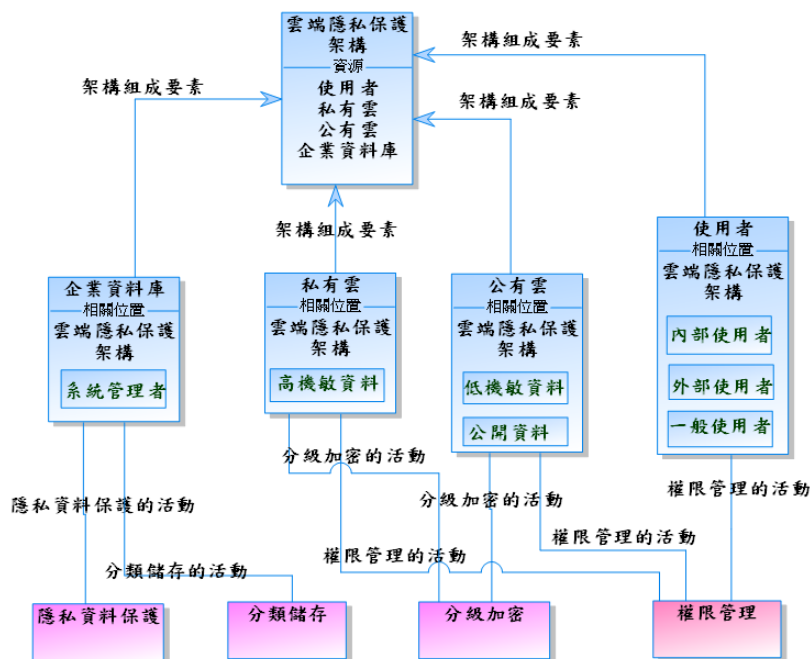 雲端隱私保護
架構
資源
使用者
私有雲
公有雲
企業資料庫
架構組成要素
架構組成要素
架構組成要素
架構組成要素
企業資料庫
相關位置
雲端隱私保護
架構
系統管理者
私有雲
相關位置
雲端隱私保護
架構
高機敏資料
公有雲
相關位置
雲端隱私保護
架構
低機敏資料
公開資料
使用者
相關位置
雲端隱私保護
架構
內部使用者
外部使用者
一般使用者
隱私資料保護的活動
分類儲存的活動
分級加密的活動
權限管理的活動
分級加密的活動
權限管理的活動
權限管理的活動
隱私資料保護
分類儲存
分級加密
權限管理